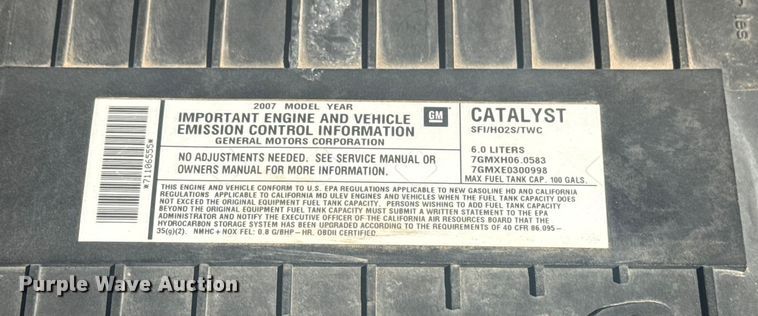 lbs
2007 MODEL YEAR
IMPORTANT ENGINE AND VEHICLE
EMISSION CONTROL INFORMATION
GENERAL MOTORS CORPORATION
GM
NO ADJUSTMENTS NEEDED. SEE SERVICE MANUAL OR
OWNERS MANUAL FOR MORE INFORMATION.
CATALYST
SFI/HO2S/TWC
6.0 LITERS
7GMXH06.0583
7GMXE0300998
MAX FUEL TANK CAP. 100 GALS.
THIS ENGINE AND VEHICLE CONFORM TO U.S. EPA REGULATIONS APPLICABLE TO NEW GASOLINE HD AND CALIFORNIA
REGULATIONS APPLICABLE TO CALIFORNIA MD ULEV ENGINES AND VEHICLES WHEN THE FUEL TANK CAPACITY DOES
NOT EXCEED THE ORIGINAL EQUIPMENT FUEL TANK CAPACITY. PERSONS WISHING TO ADD FUEL TANK CAPACITY
BEYOND THE ORIGINAL EQUIPMENT FUEL TANK CAPACITY MUST SUBMIT A WRITTEN STATEMENT TO THE EPA
ADMINISTRATOR AND NOTIFY THE EXECUTIVE OFFICER OF THE CALIFORNIA AIR RESOURCES BOARD THAT THE
HYDROCARBON STORAGE SYSTEM HAS BEEN UPGRADED ACCORDING TO THE REQUIREMENTS OF 40 CFR 86.095-
35(g)(2). NMHC+NOX FEL: 0.8 G/BHP-HR. OBDII CERTIFIED.
*71106555*
Purple Wave Auction